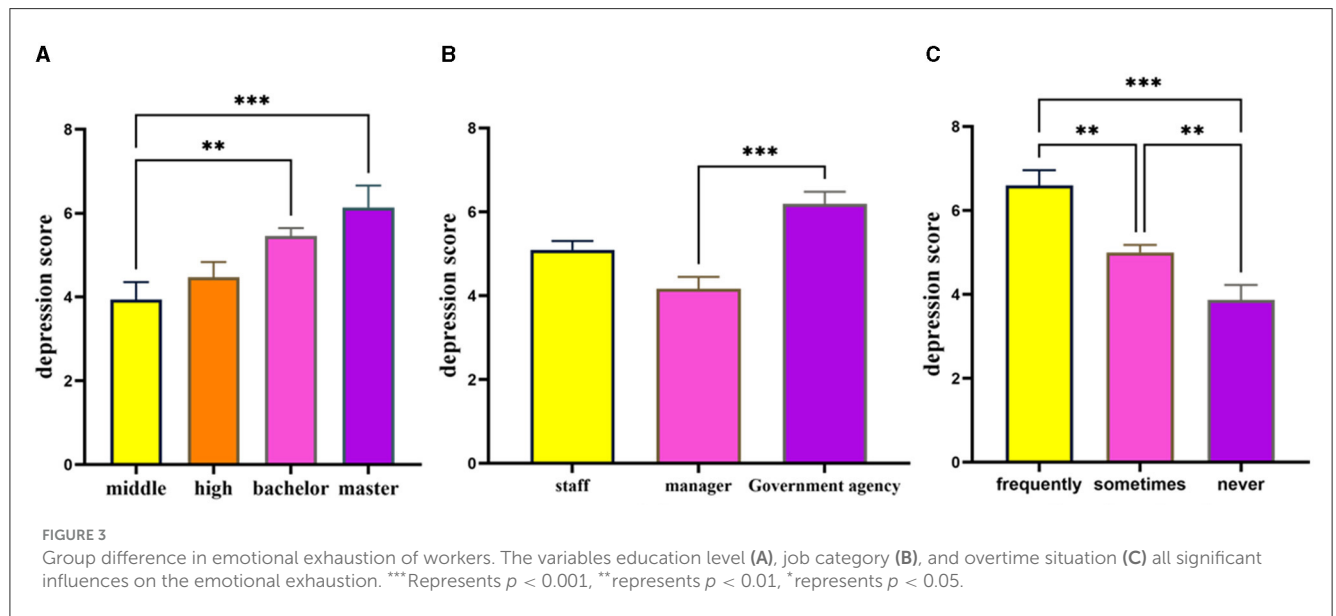 A
B
C
***
**
8
6
4
2
0
depression score
middle high bachelor master
***
8
6
4
2
0
depression score
staff manager Government agency
***
** **
8
6
4
2
0
depression score
frequently sometimes never
FIGURE 3
Group difference in emotional exhaustion of workers. The variables education level (A), job category (B), and overtime situation (C) all significant
influences on the emotional exhaustion. ***Represents p < 0.001, **represents p < 0.01, *represents p < 0.05.